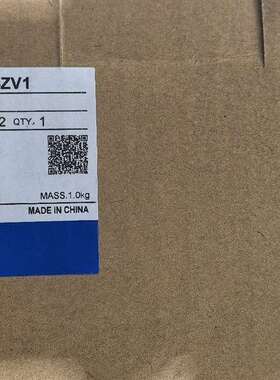 ZV1
2 QTY. 1
MASS.1.0kg
MADE IN CHINA